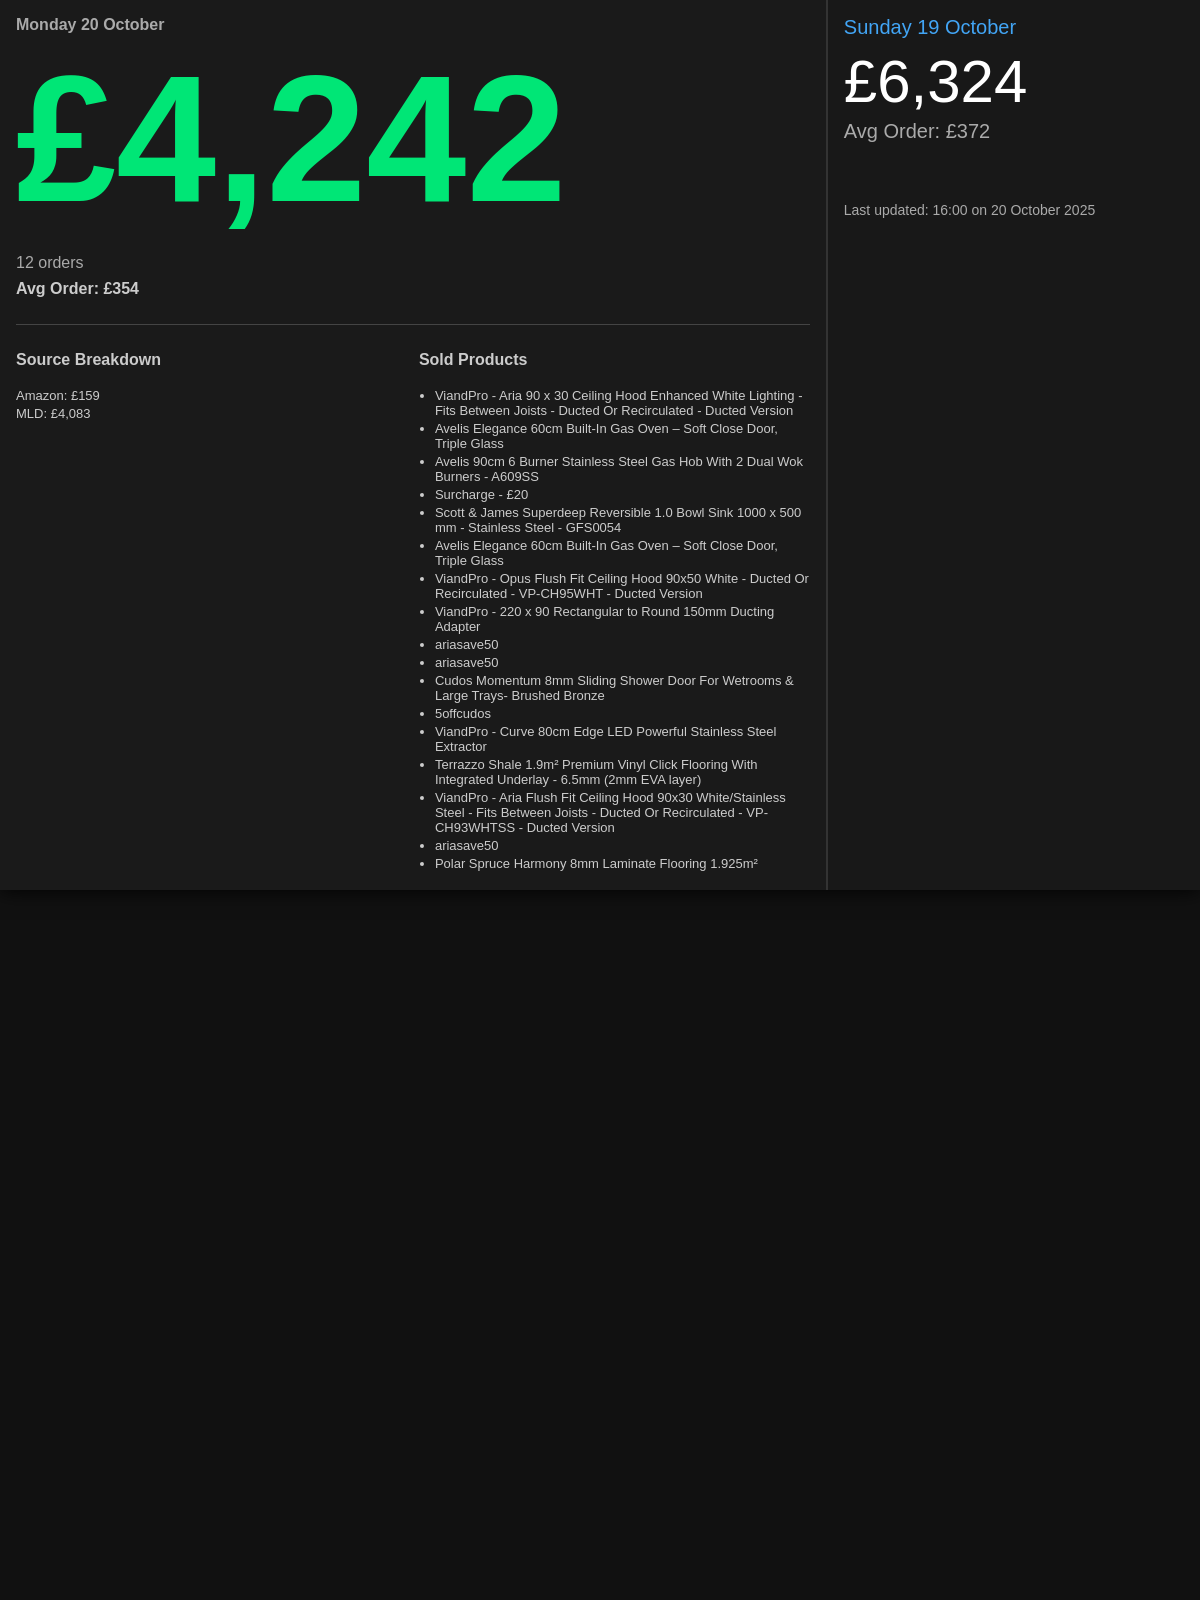 Monday 20 October
£4,242
12 orders
Avg Order: £354
Source Breakdown
Amazon: £159
MLD: £4,083
Sold Products
• ViandPro - Aria 90 x 30 Ceiling Hood Enhanced White Lighting -
Fits Between Joists - Ducted Or Recirculated - Ducted Version
• Avelis Elegance 60cm Built-In Gas Oven – Soft Close Door,
Triple Glass
• Avelis 90cm 6 Burner Stainless Steel Gas Hob With 2 Dual Wok
Burners - A609SS
• Surcharge - £20
• Scott & James Superdeep Reversible 1.0 Bowl Sink 1000 x 500
mm - Stainless Steel - GFS0054
• Avelis Elegance 60cm Built-In Gas Oven – Soft Close Door,
Triple Glass
• ViandPro - Opus Flush Fit Ceiling Hood 90x50 White - Ducted Or
Recirculated - VP-CH95WHT - Ducted Version
• ViandPro - 220 x 90 Rectangular to Round 150mm Ducting
Adapter
• ariasave50
• ariasave50
• Cudos Momentum 8mm Sliding Shower Door For Wetrooms &
Large Trays- Brushed Bronze
• 5offcudos
• ViandPro - Curve 80cm Edge LED Powerful Stainless Steel
Extractor
• Terrazzo Shale 1.9m² Premium Vinyl Click Flooring With
Integrated Underlay - 6.5mm (2mm EVA layer)
• ViandPro - Aria Flush Fit Ceiling Hood 90x30 White/Stainless
Steel - Fits Between Joists - Ducted Or Recirculated - VP-
CH93WHTSS - Ducted Version
• ariasave50
• Polar Spruce Harmony 8mm Laminate Flooring 1.925m²
Sunday 19 October
£6,324
Avg Order: £372
Last updated: 16:00 on 20 October 2025